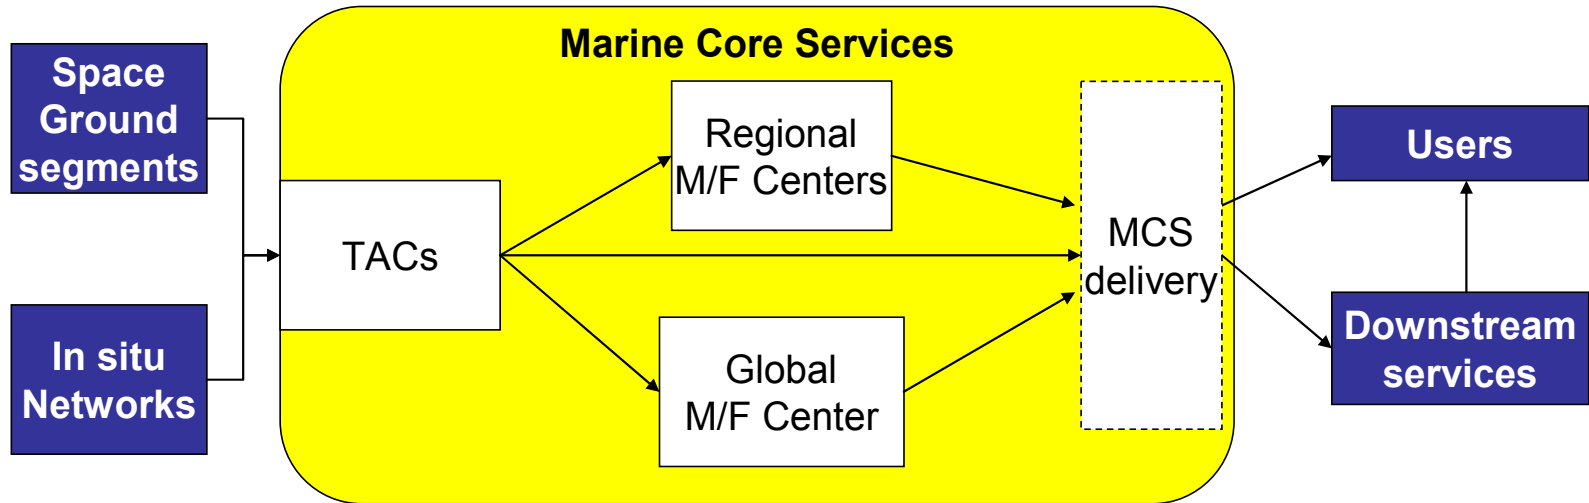 Marine Core Services
Space
Ground
segments
In situ
Networks
TACs
Regional
M/F Centers
Global
M/F Center
MCS
delivery
Users
Downstream
services